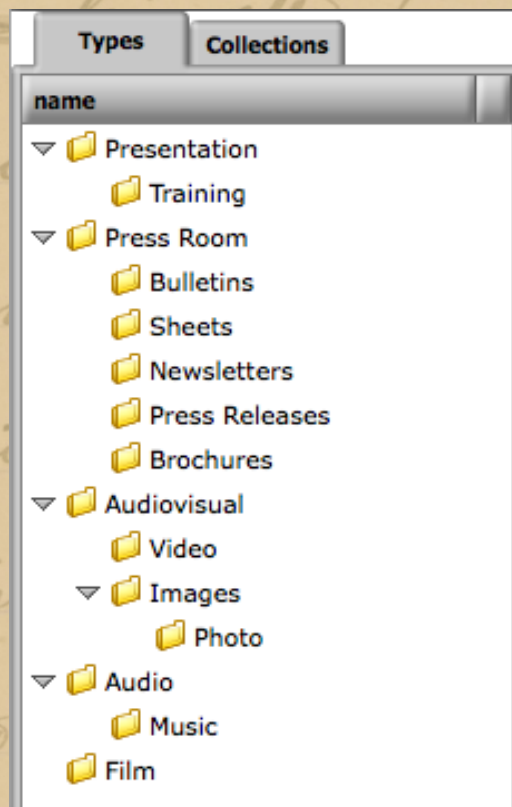 Types Collections
name
Presentation
Training
Press Room
Bulletins
Sheets
Newsletters
Press Releases
Brochures
Audiovisual
Video
Images
Photo
Audio
Music
Film